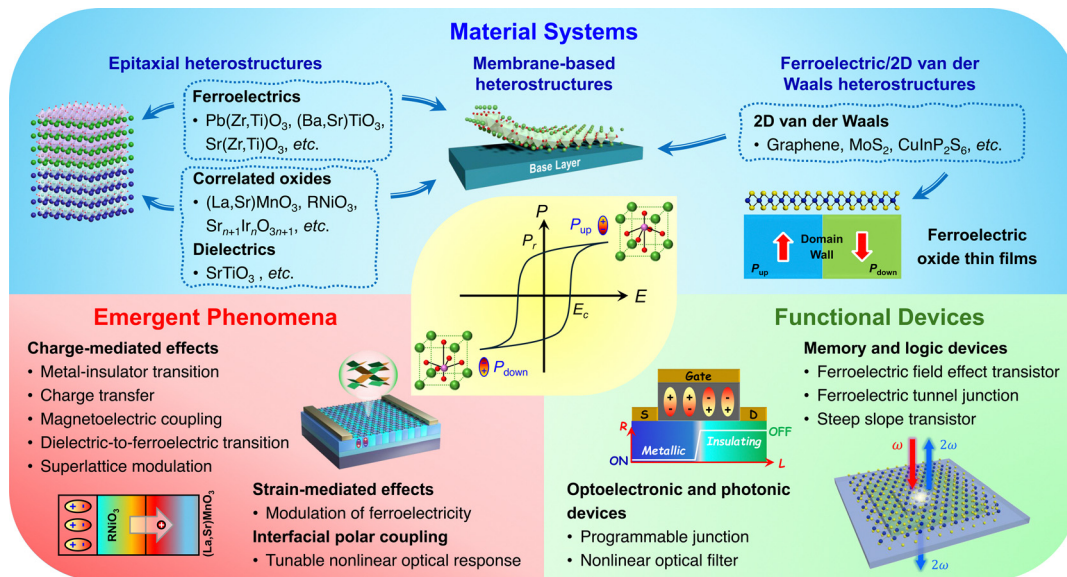 Material Systems
Epitaxial heterostructures
Ferroelectrics
• Pb(Zr,Ti)O₃, (Ba,Sr)TiO₃,
Sr(Zr,Ti)O₃, etc.
Correlated oxides
• (La,Sr)MnO₃, RNiO₃,
Srₙ₊₁IrₙO₃ₙ₊₁, etc.
Dielectrics
• SrTiO₃ , etc.
Membrane-based
heterostructures
Base Layer
Ferroelectric/2D van der
Waals heterostructures
2D van der Waals
• Graphene, MoS₂, CuInP₂S₆, etc.
Domain
Wall
P_up
P_down
Ferroelectric
oxide thin films
P
P_up
P_r
E
E_c
P_down
Emergent Phenomena
Charge-mediated effects
• Metal-insulator transition
• Charge transfer
• Magnetoelectric coupling
• Dielectric-to-ferroelectric transition
• Superlattice modulation
+ -
+ -
+ -
RNiO₃
+
(La,Sr)MnO₃
Strain-mediated effects
• Modulation of ferroelectricity
Interfacial polar coupling
• Tunable nonlinear optical response
Functional Devices
Memory and logic devices
• Ferroelectric field effect transistor
• Ferroelectric tunnel junction
• Steep slope transistor
Gate
+ + - -
- - + +
S
D
R
OFF
Metallic
Insulating
ON
L
Optoelectronic and photonic
devices
• Programmable junction
• Nonlinear optical filter
ω
2ω
2ω